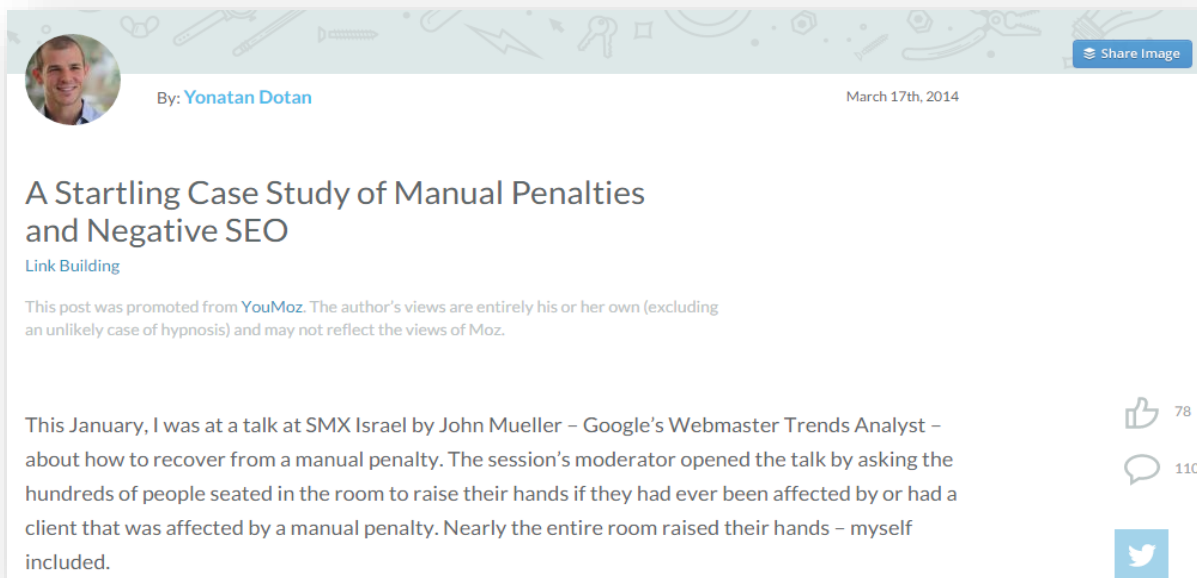 Share Image
By: Yonatan Dotan
March 17th, 2014
A Startling Case Study of Manual Penalties
and Negative SEO
Link Building
This post was promoted from YouMoz. The author's views are entirely his or her own (excluding
an unlikely case of hypnosis) and may not reflect the views of Moz.
This January, I was at a talk at SMX Israel by John Mueller – Google's Webmaster Trends Analyst –
about how to recover from a manual penalty. The session's moderator opened the talk by asking the
hundreds of people seated in the room to raise their hands if they had ever been affected by or had a
client that was affected by a manual penalty. Nearly the entire room raised their hands – myself
included.
78
110